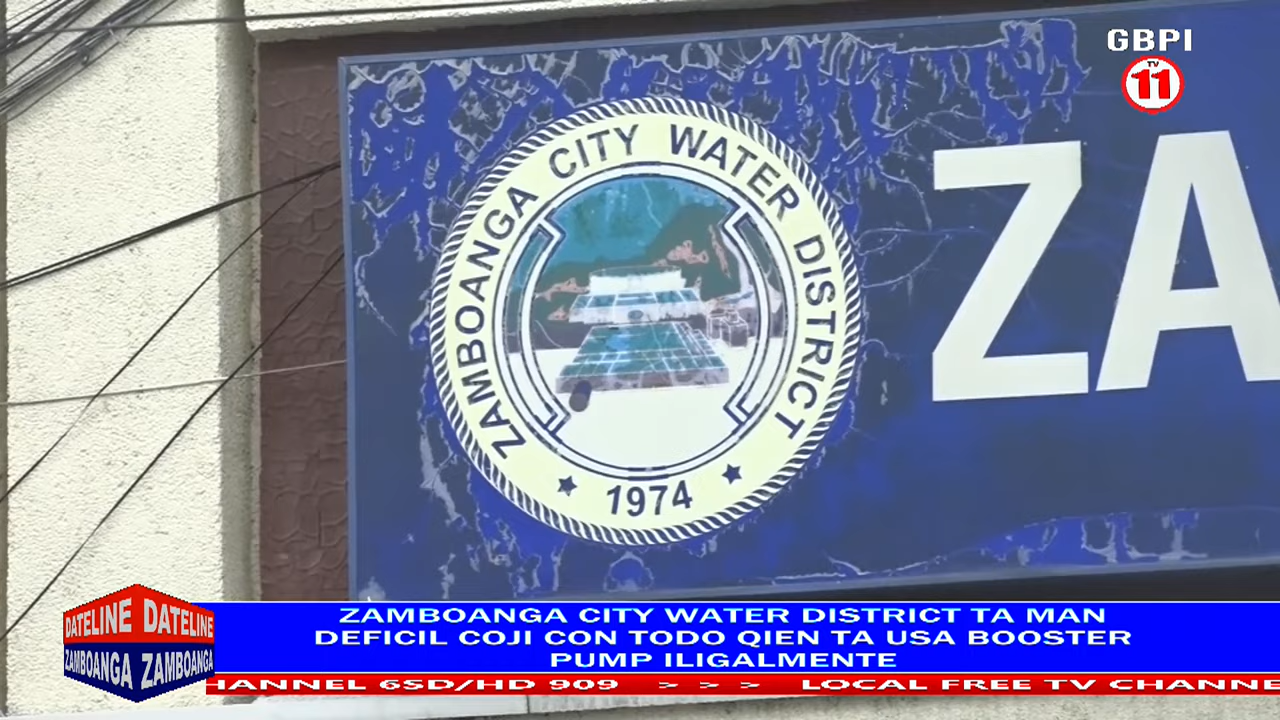 GBPI
TV
11
ZAMBOANGA CITY WATER DISTRICT
1974
ZA
DATELINE DATELINE
ZAMBOANGA ZAMBOANGA
ZAMBOANGA CITY WATER DISTRICT TA MAN
DEFICIL COJI CON TODO QIEN TA USA BOOSTER
PUMP ILIGALMENTE
HANNEL 6SD/HD 909 > > > LOCAL FREE TV CHANNE